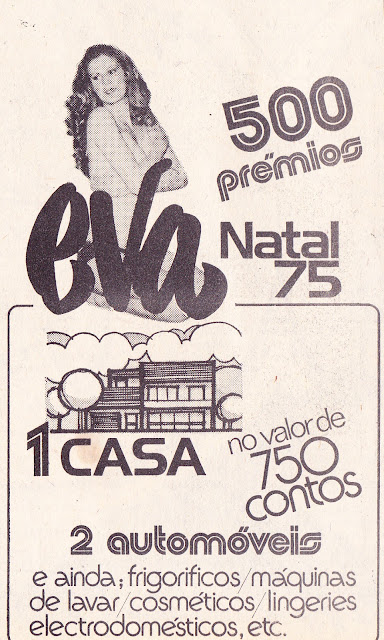 500
prémios
eva
Natal
75
1 CASA
no valor de
750
contos
2 automóveis
e ainda; frigorificos/máquinas
de lavar/cosméticos/lingeries
electrodomésticos, etc.